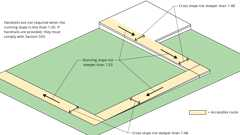 Cross slope not steeper than 1:48
Handrails are not required when the
running slope is less than 1:20. If
handrails are provided, they must
comply with Section 505.
Running slope not
steeper than 1:20
= Accessible route
Cross slope not steeper than 1:48